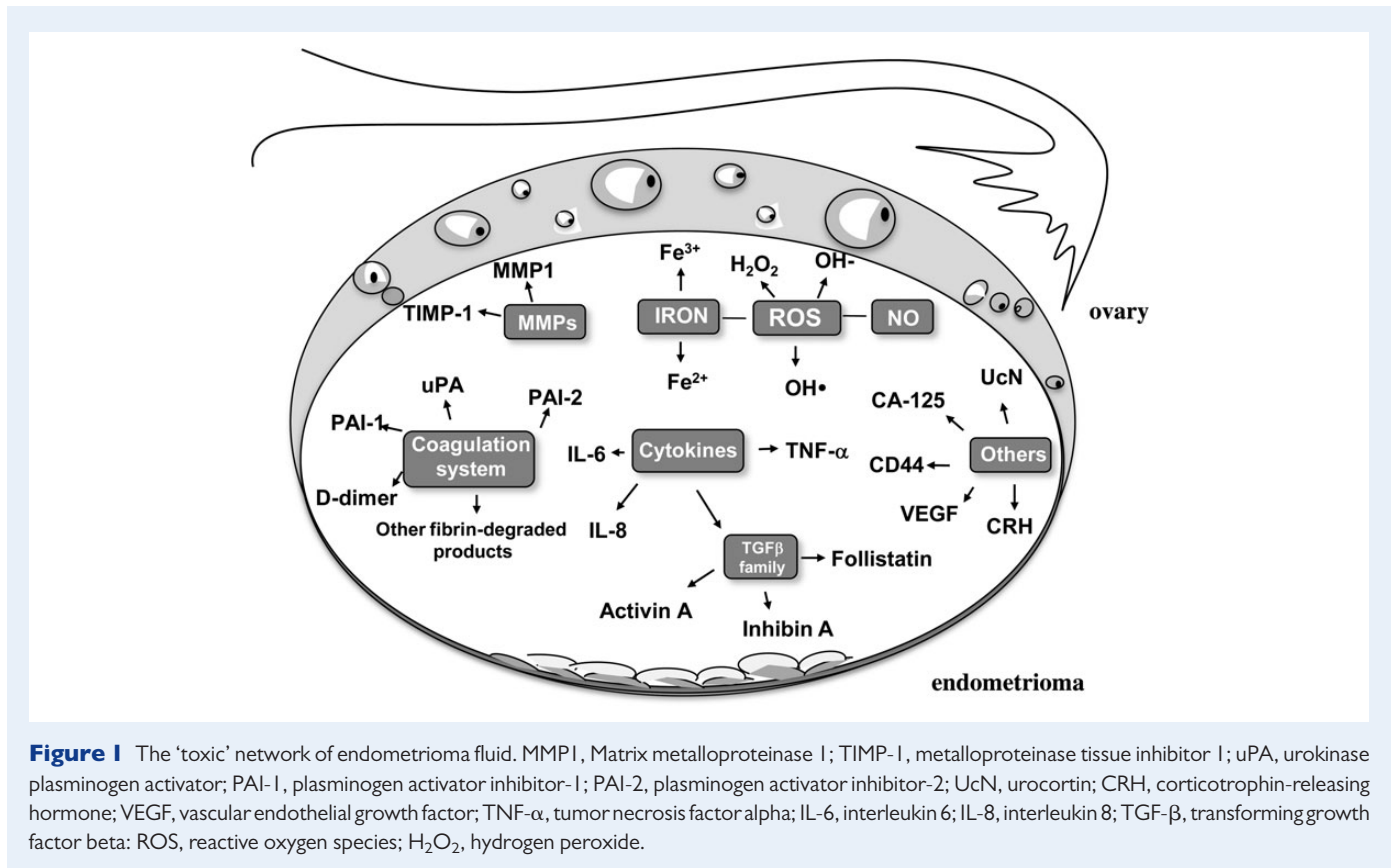 Fe³⁺
H₂O₂
OH-
MMP1
TIMP-1
MMPs
IRON
ROS
NO
ovary
Fe²⁺
OH•
UcN
uPA
PAI-2
CA-125
PAI-1
Coagulation
system
IL-6
Cytokines
TNF-α
CD44
Others
D-dimer
VEGF
CRH
Other fibrin-degraded
products
IL-8
TGFβ
family
Follistatin
Activin A
Inhibin A
endometrioma
Figure 1 The ‘toxic’ network of endometrioma fluid. MMP1, Matrix metalloproteinase 1; TIMP-1, metalloproteinase tissue inhibitor 1; uPA, urokinase
plasminogen activator; PAI-1, plasminogen activator inhibitor-1; PAI-2, plasminogen activator inhibitor-2; UcN, urocortin; CRH, corticotrophin-releasing
hormone; VEGF, vascular endothelial growth factor; TNF-α, tumor necrosis factor alpha; IL-6, interleukin 6; IL-8, interleukin 8; TGF-β, transforming growth
factor beta: ROS, reactive oxygen species; H₂O₂, hydrogen peroxide.